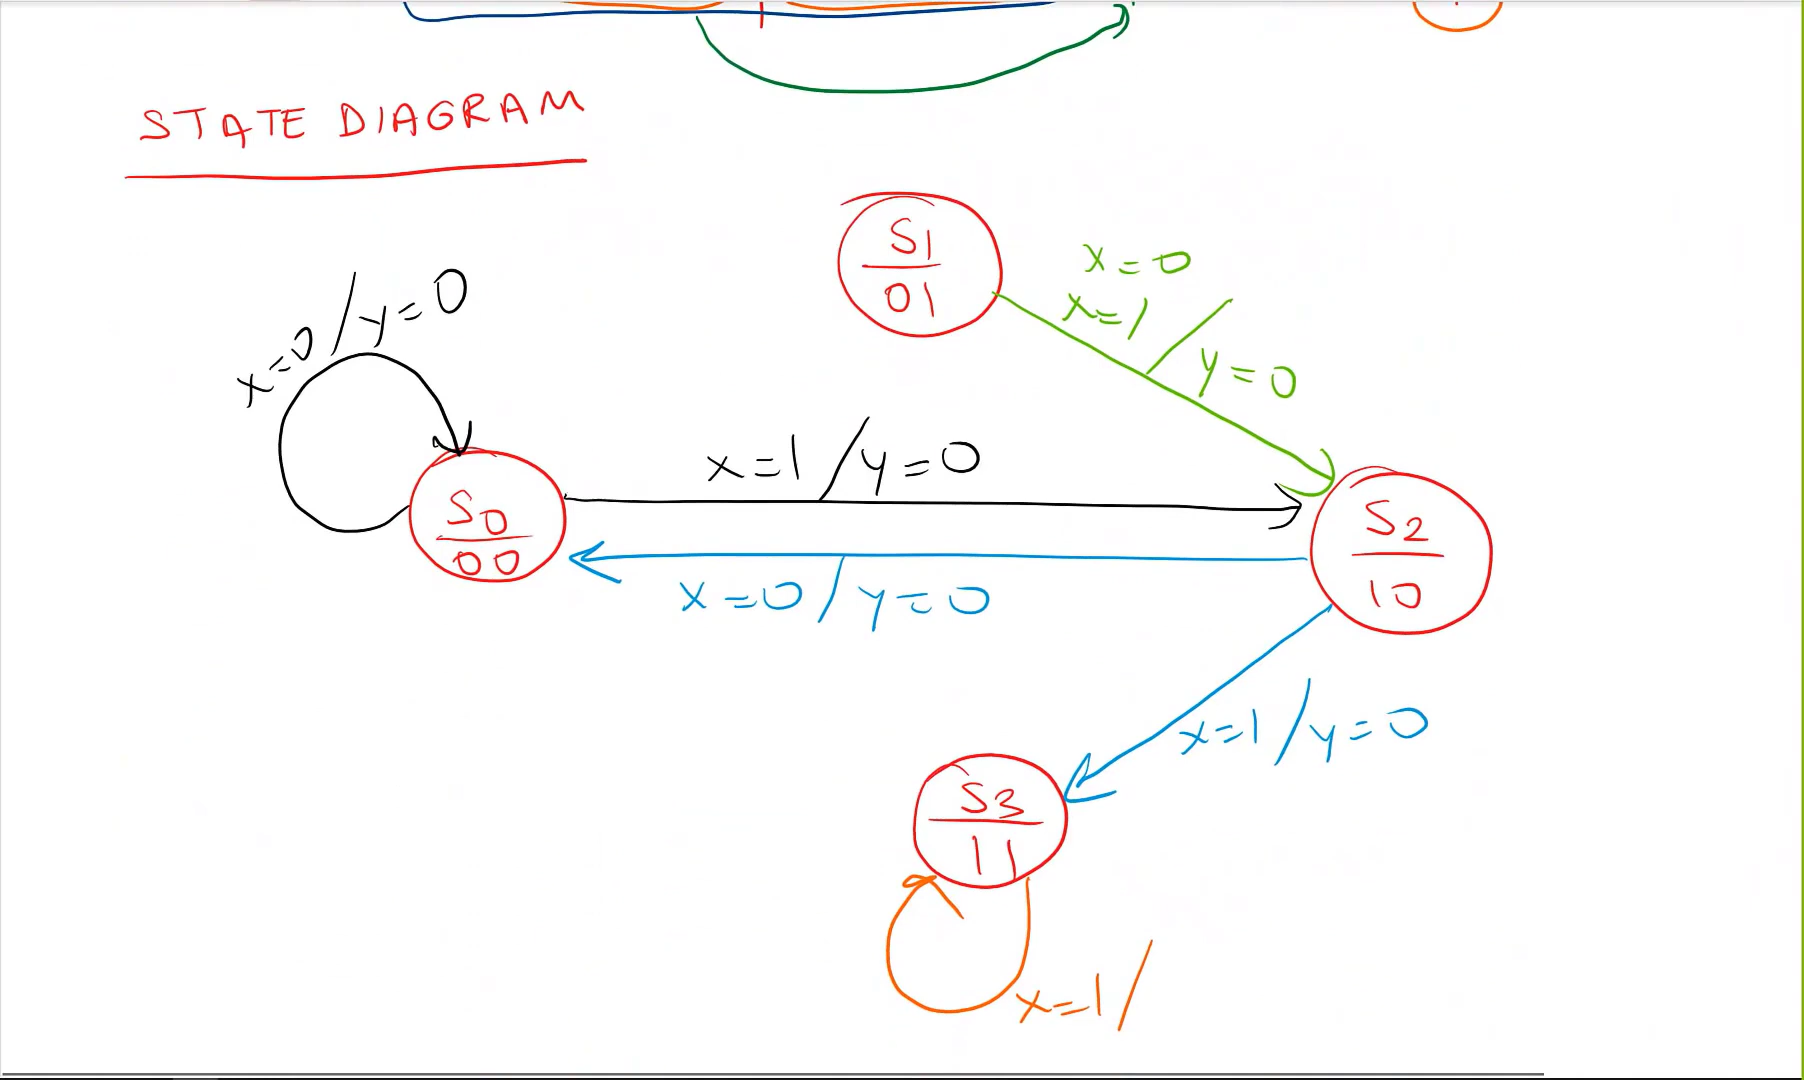 STATE DIAGRAM
S1
01
x=0
x=1 / y=0
x=0 / y=0
x=1 / y=0
S0
00
S2
10
x=0 / y=0
x=1 / y=0
S3
11
x=1 /